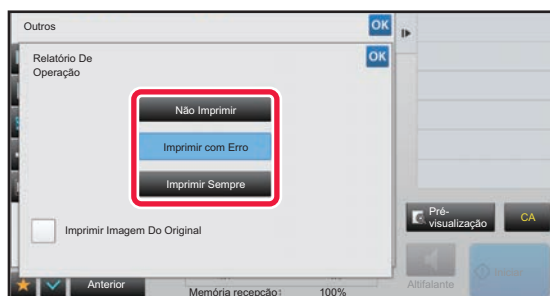 Outros
OK
Relatório De
Operação
OK
Não Imprimir
Imprimir com Erro
Imprimir Sempre
Imprimir Imagem Do Original
Pré-
visualização
CA
Anterior
Memória recepção:
100%
Altifalante
Iniciar